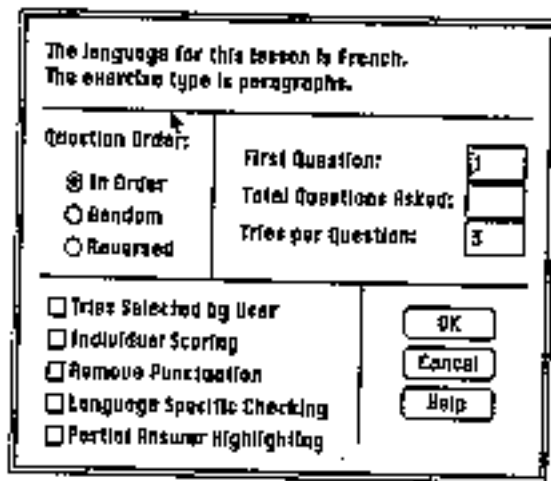 The language for this lesson is French.
The exercise type is paragraphs.
Question Order:
In Order
Random
Reversed
First Question:
1
Total Questions Asked:
Tries per Question:
3
Tries Selected by User
Individual Scoring
Remove Punctuation
Language Specific Checking
Partial Answer Highlighting
OK
Cancel
Help